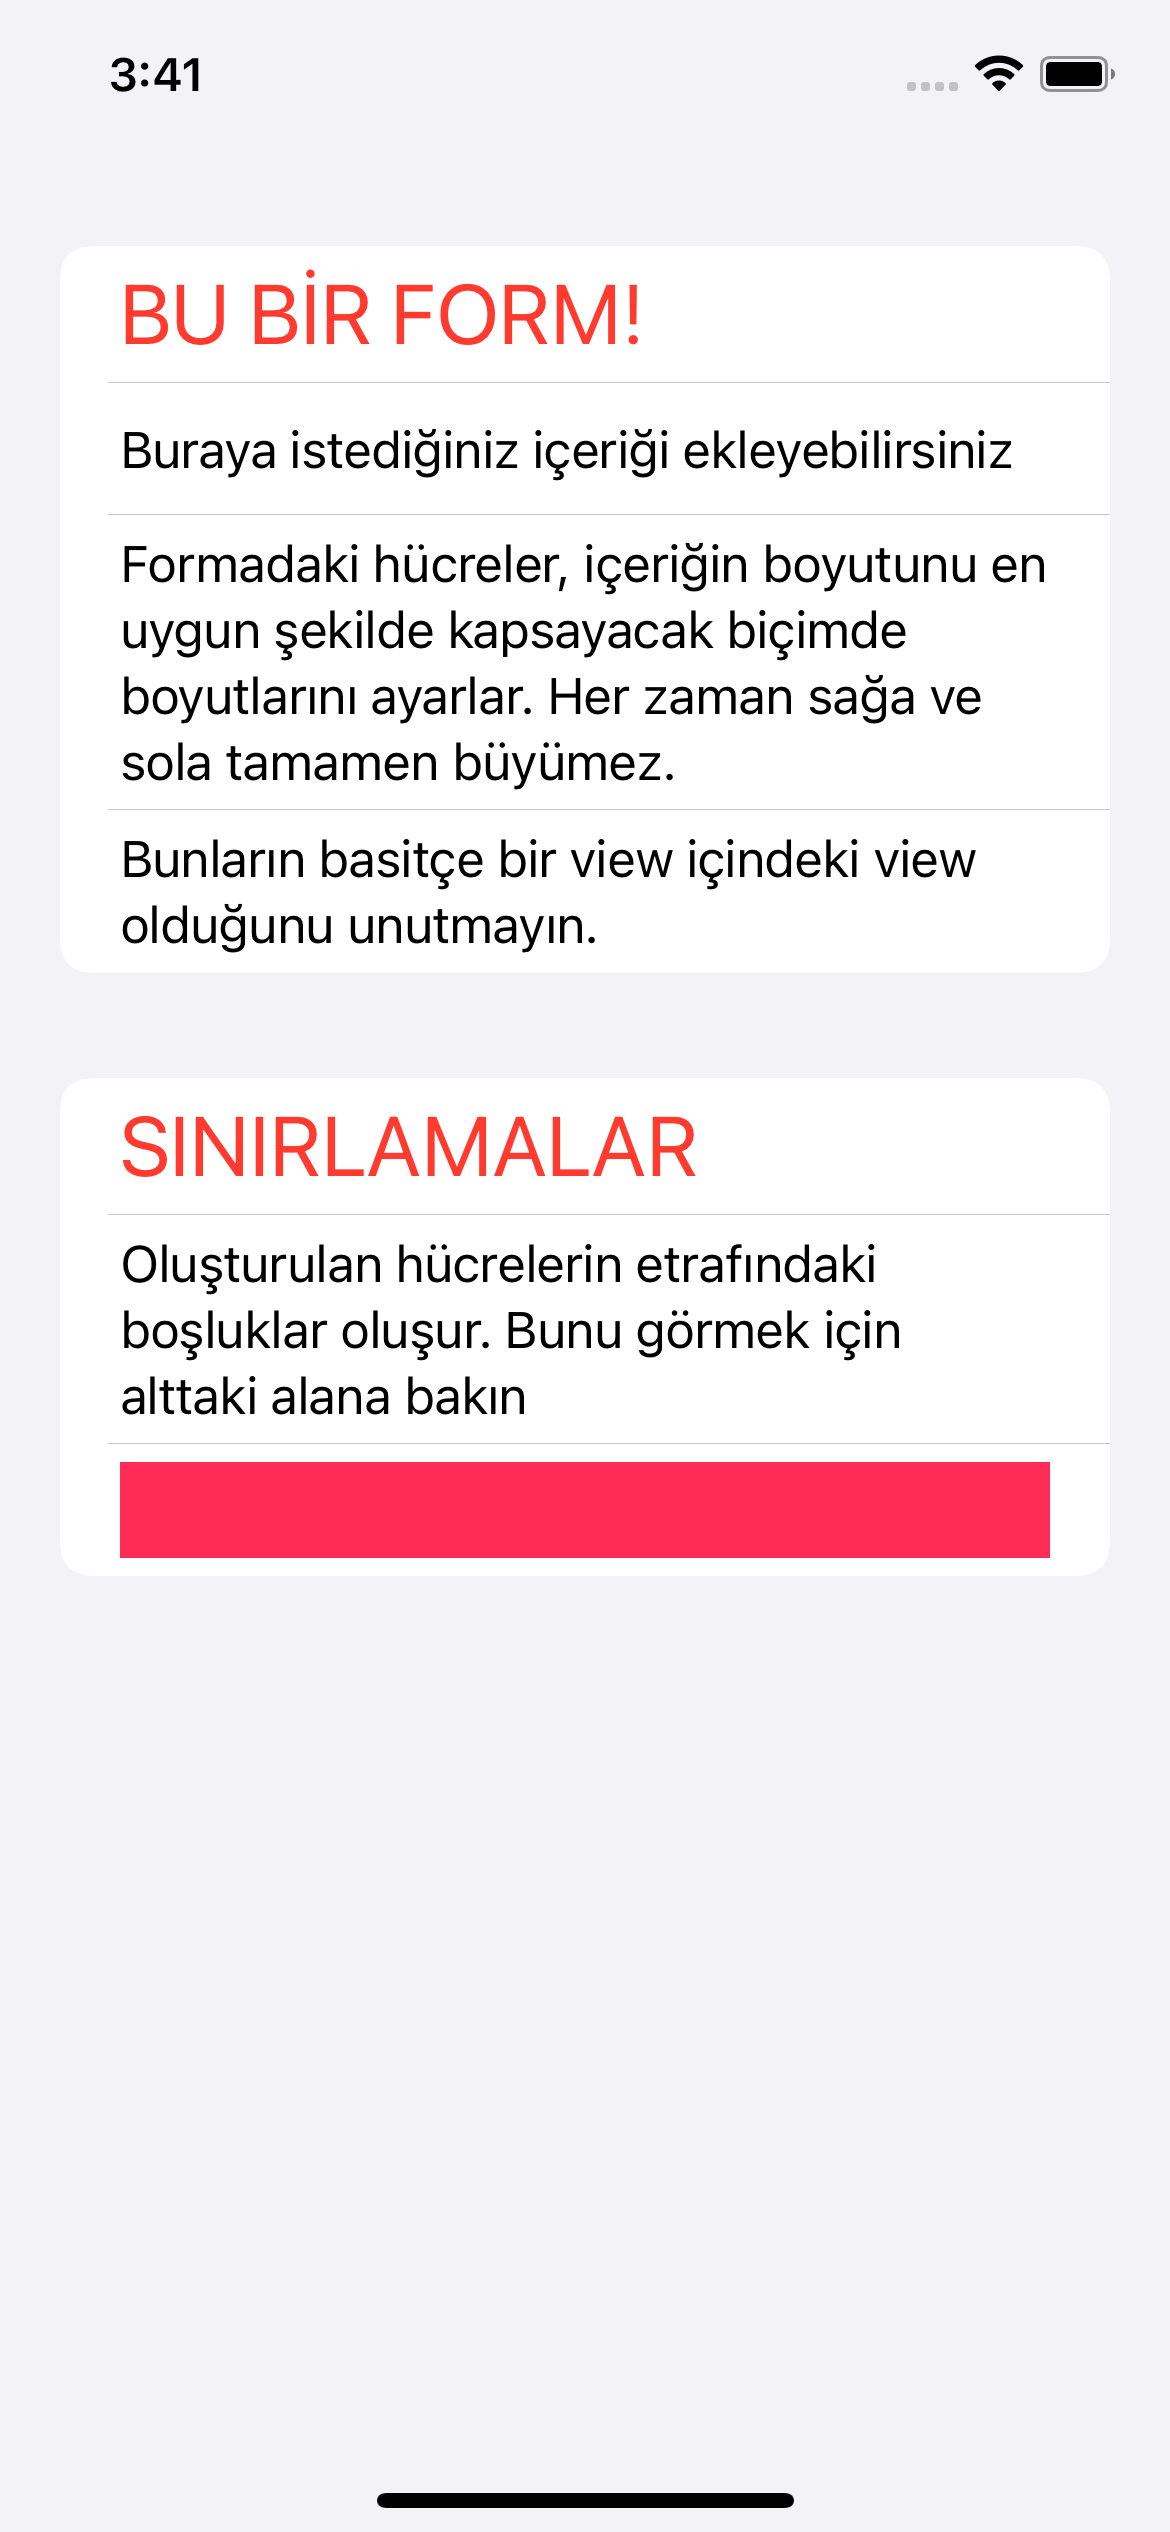 3:41
BU BİR FORM!
Buraya istediğiniz içeriği ekleyebilirsiniz
Formadaki hücreler, içeriğin boyutunu en
uygun şekilde kapsayacak biçimde
boyutlarını ayarlar. Her zaman sağa ve
sola tamamen büyümez.
Bunların basitçe bir view içindeki view
olduğunu unutmayın.
SINIRLAMALAR
Oluşturulan hücrelerin etrafındaki
boşluklar oluşur. Bunu görmek için
alttaki alana bakın